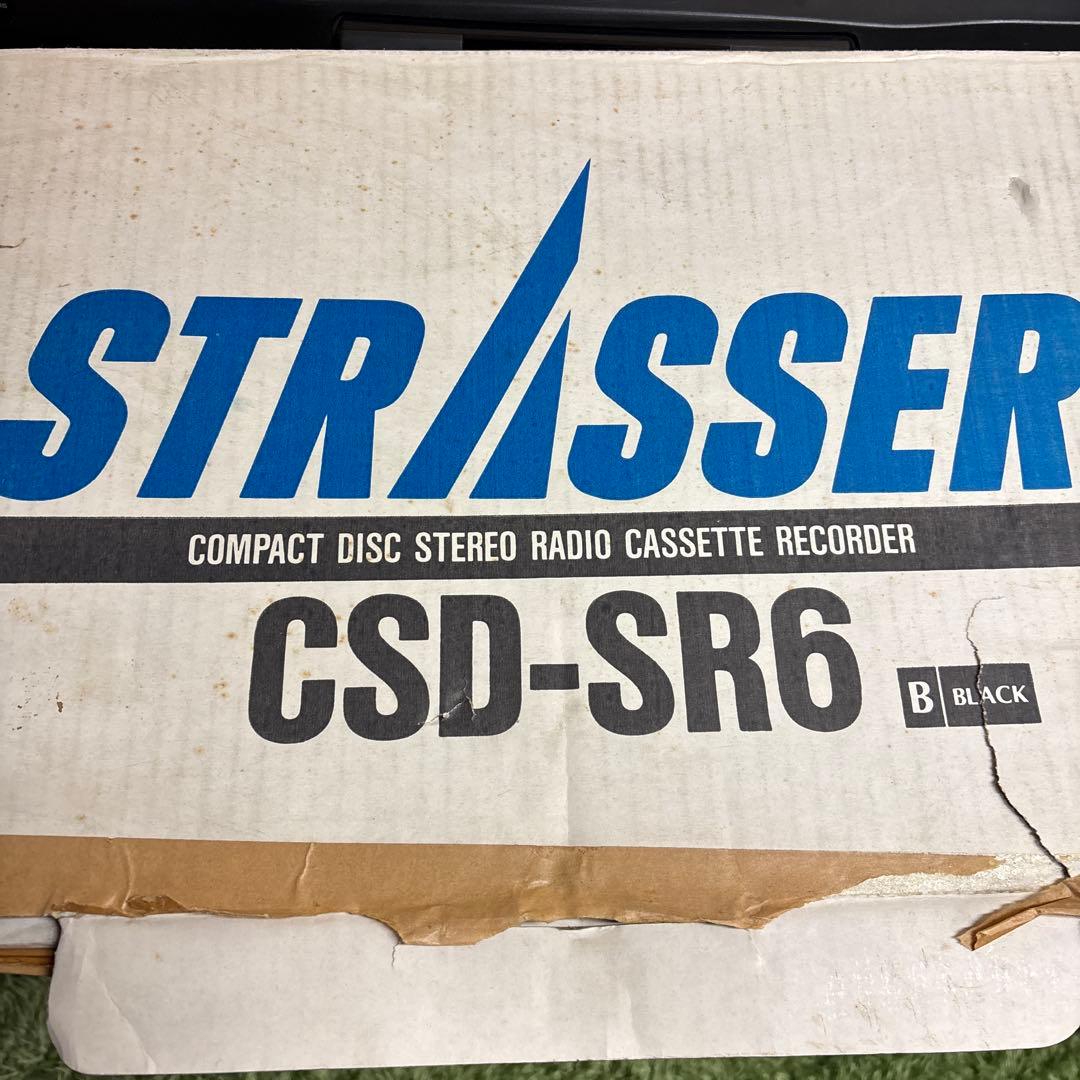 STRASSER
COMPACT DISC STEREO RADIO CASSETTE RECORDER
CSD-SR6
B BLACK